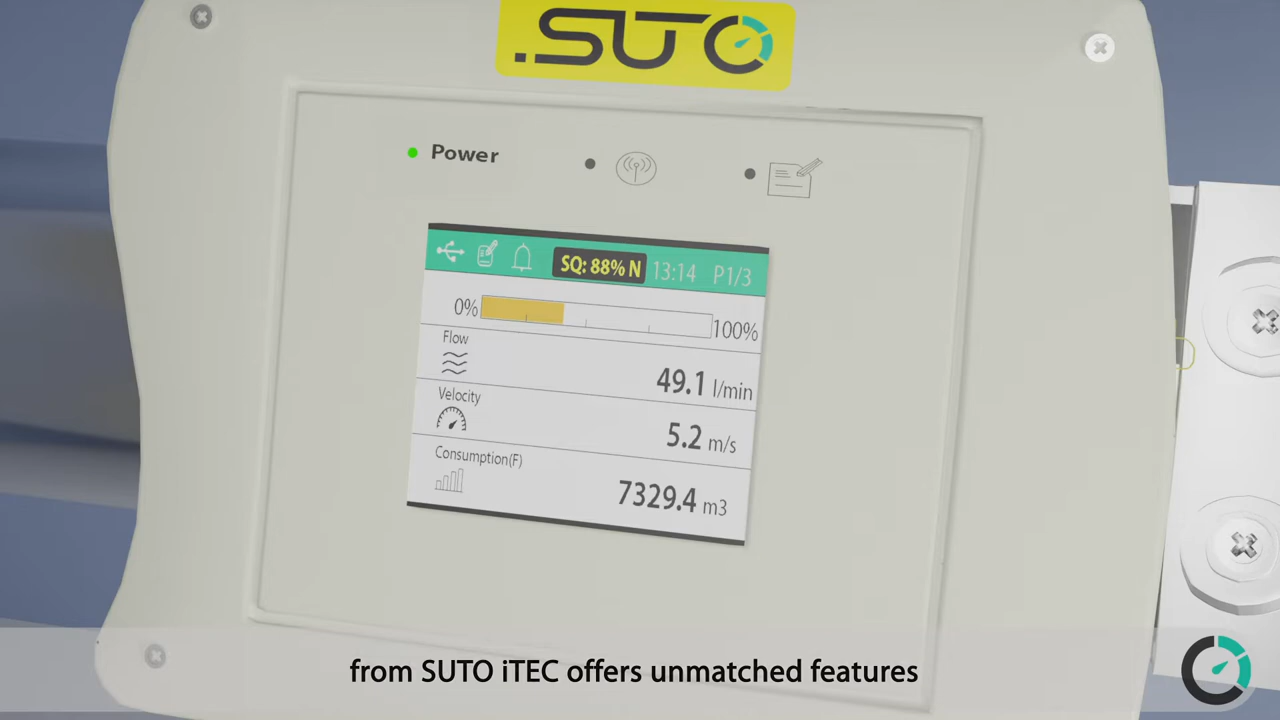 .SUTO
Power
SQ: 88% N 13:14 P1/3
0% 100%
Flow
49.1 l/min
Velocity
5.2 m/s
Consumption(F)
7329.4 m3
from SUTO iTEC offers unmatched features